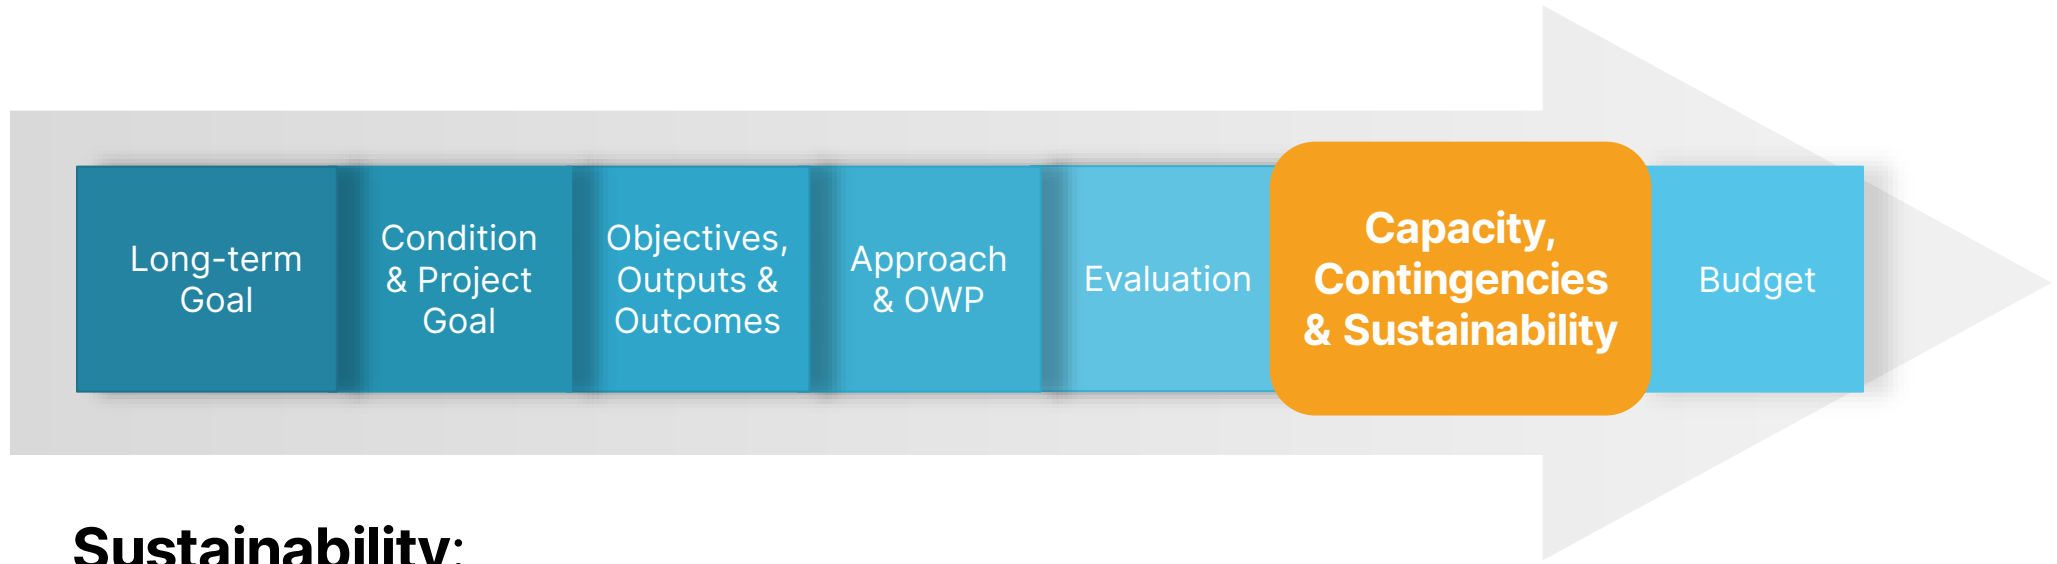 Long-term
Goal
Condition
& Project
Goal
Objectives,
Outputs &
Outcomes
Approach
& OWP
Evaluation
Capacity,
Contingencies
& Sustainability
Budget
Sustainability: